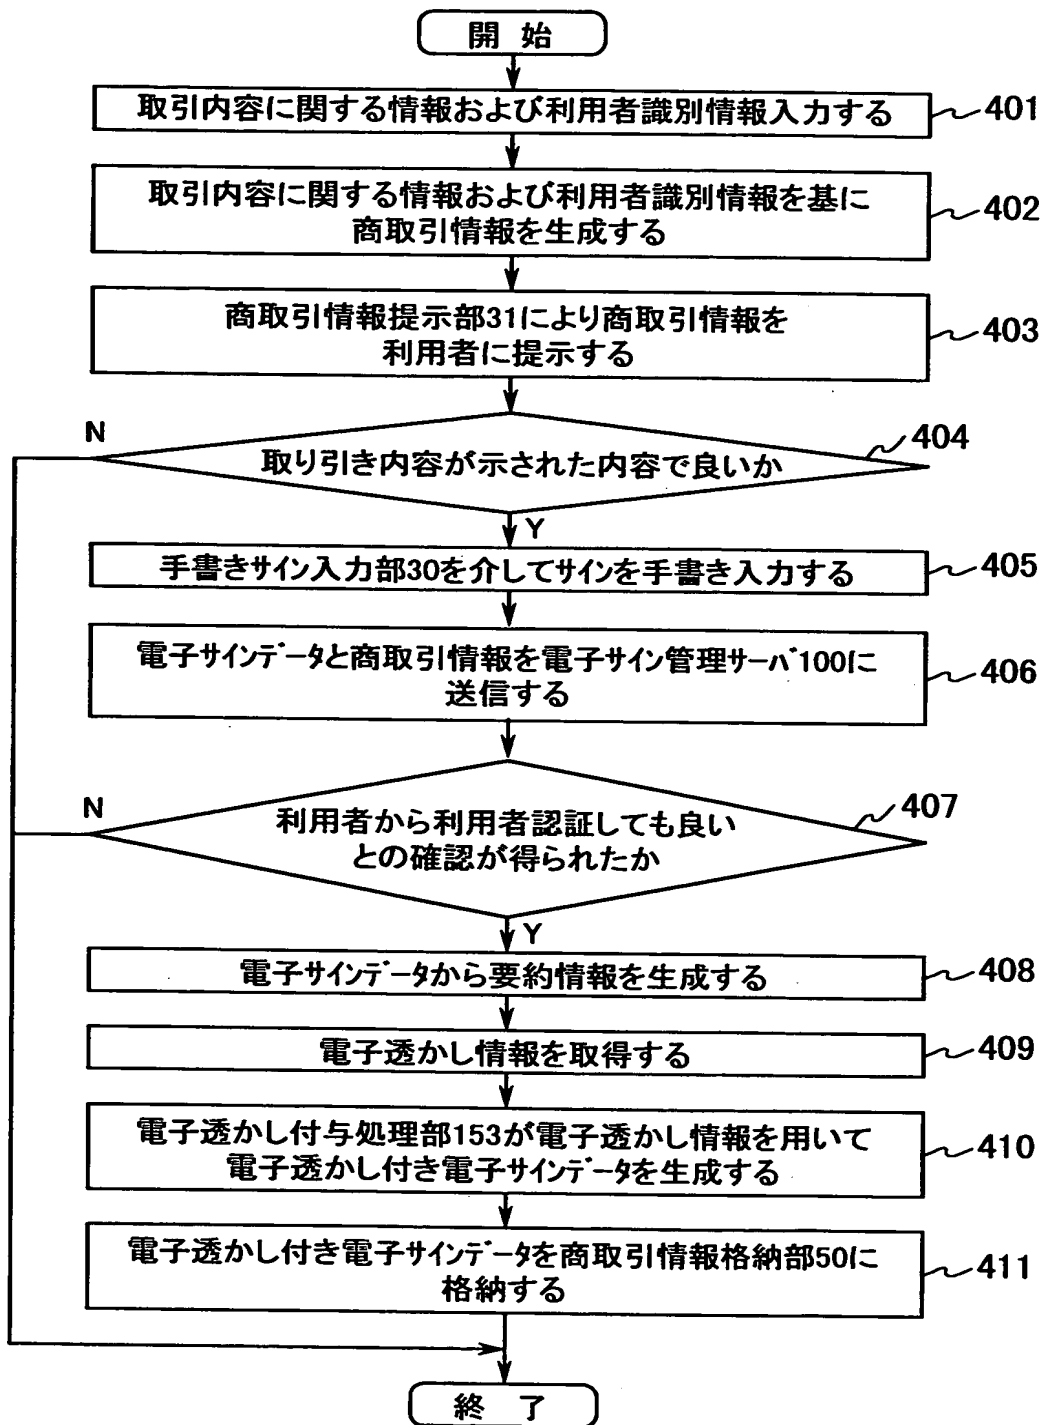 開 始
取引内容に関する情報および利用者識別情報入力する
401
取引内容に関する情報および利用者識別情報を基に
商取引情報を生成する
402
商取引情報提示部31により商取引情報を
利用者に提示する
403
N
取り引き内容が示された内容で良いか
404
Y
手書きサイン入力部30を介してサインを手書き入力する
405
電子サインデータと商取引情報を電子サイン管理サーバ100に
送信する
406
N
利用者から利用者認証しても良い
との確認が得られたか
407
Y
電子サインデータから要約情報を生成する
408
電子透かし情報を取得する
409
電子透かし付与処理部153が電子透かし情報を用いて
電子透かし付き電子サインデータを生成する
410
電子透かし付き電子サインデータを商取引情報格納部50に
格納する
411
終 了